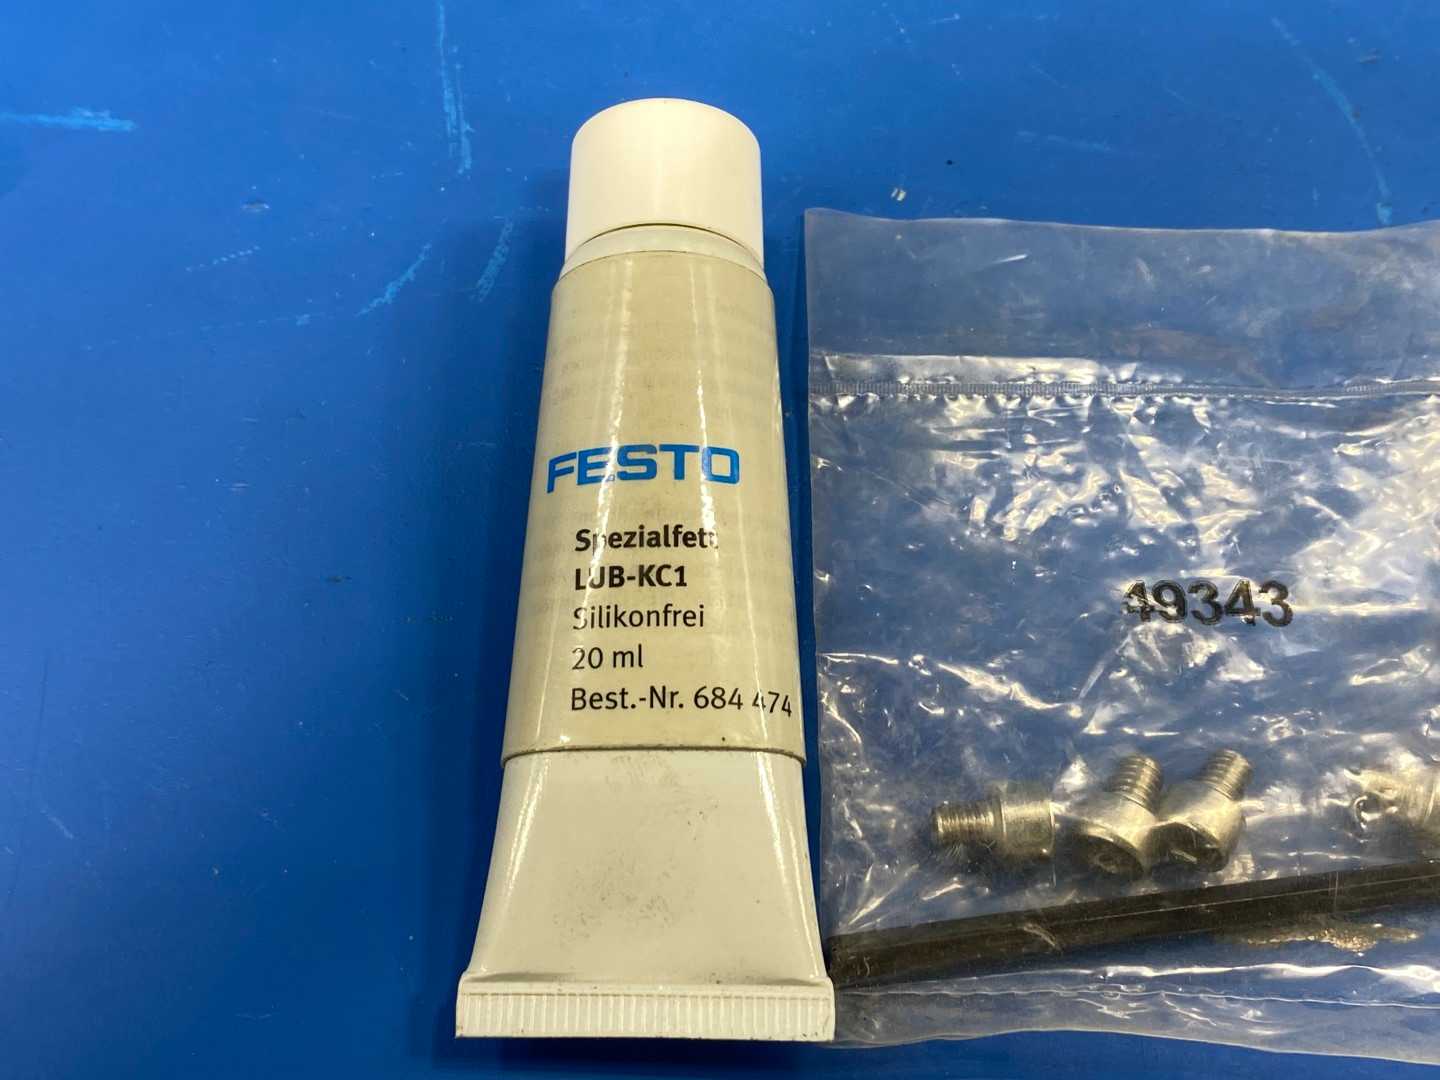 FESTO
Spezialfett
LUB-KC1
Silikonfrei
20 ml
Best.-Nr. 684 474
49343